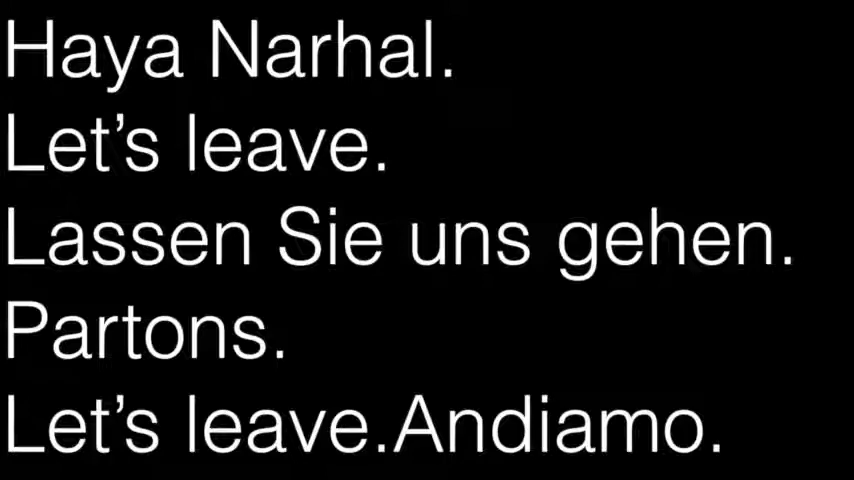 Haya Narhal.
Let’s leave.
Lassen Sie uns gehen.
Partons.
Let’s leave.Andiamo.